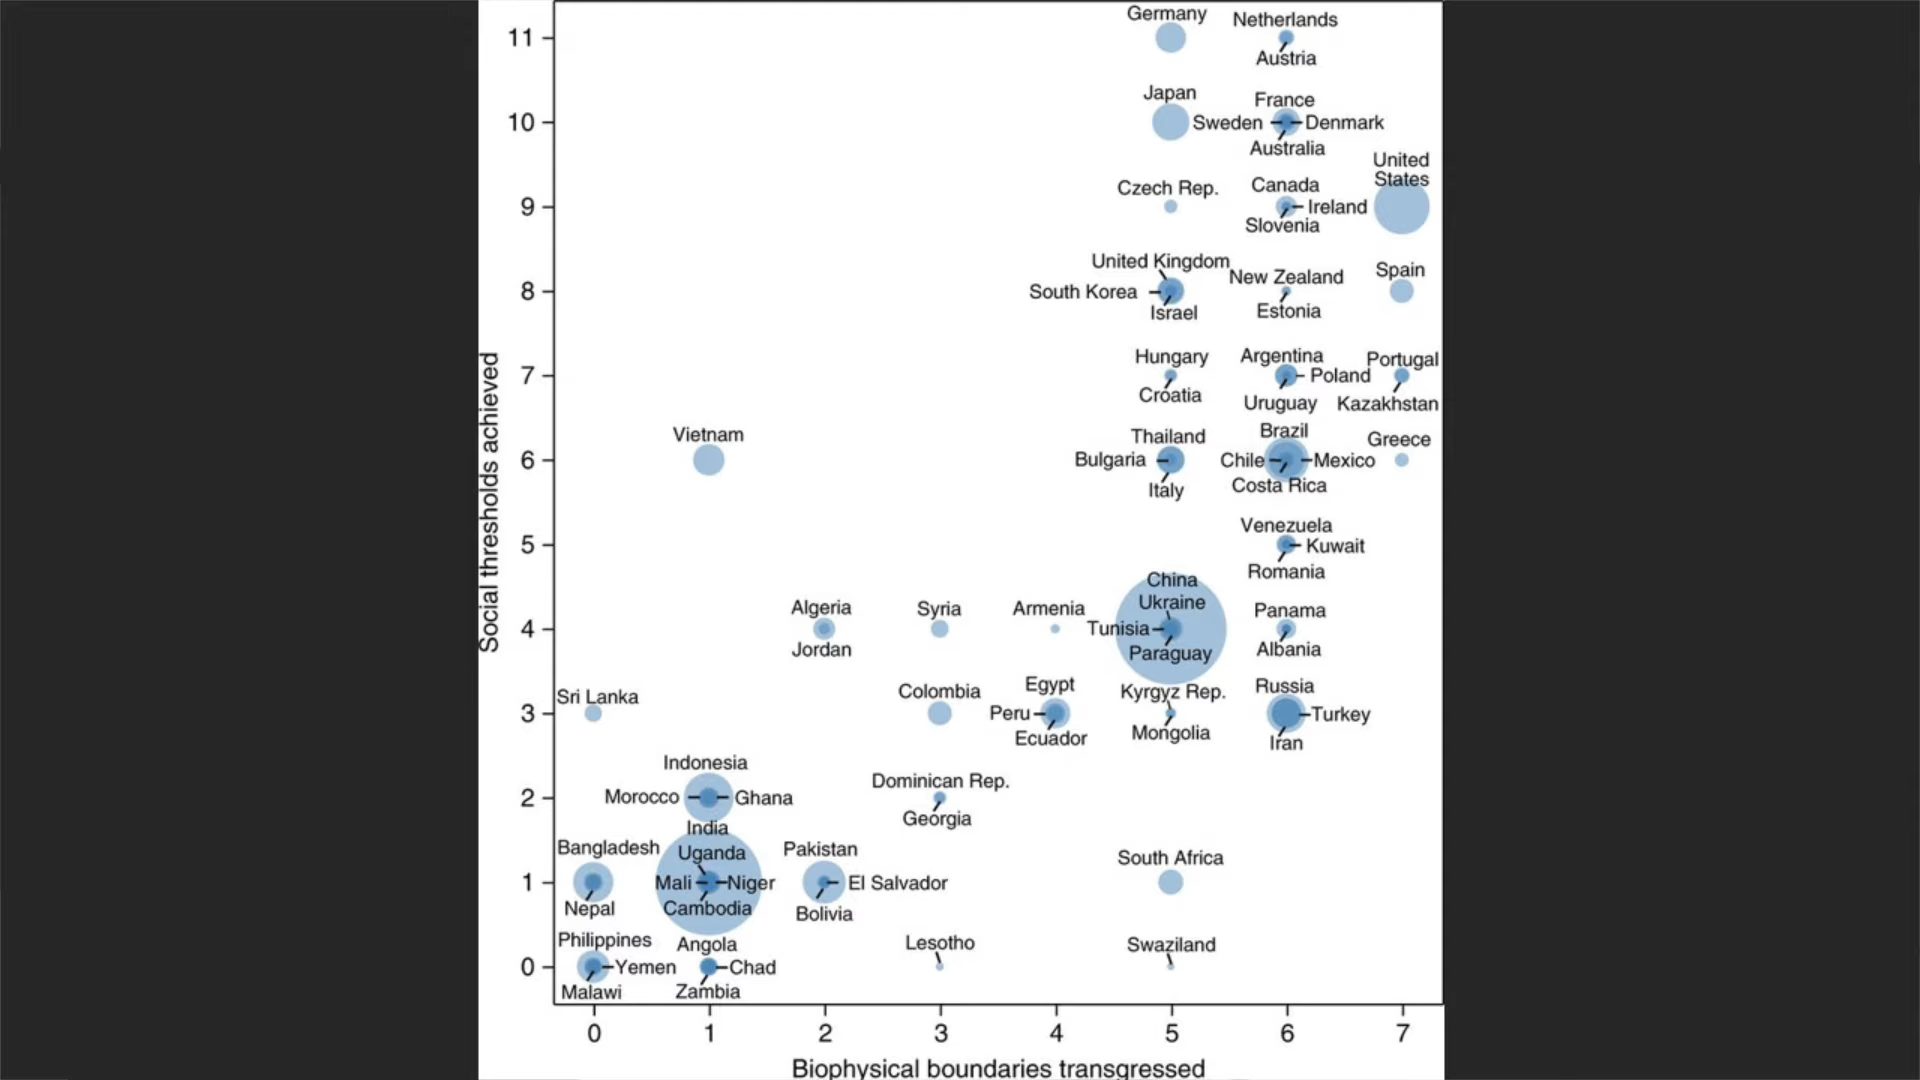 Germany
Netherlands
11
Austria
Japan
France
10
Sweden
Denmark
Australia
United
States
Czech Rep.
Canada
9
Ireland
Slovenia
United Kingdom
New Zealand
Spain
8
South Korea
Israel
Estonia
Hungary
Argentina
Portugal
7
Poland
Croatia
Uruguay
Kazakhstan
Vietnam
Thailand
Brazil
Greece
6
Bulgaria
Chile
Mexico
Italy
Costa Rica
Venezuela
5
Kuwait
Romania
China
Ukraine
Algeria
Syria
Armenia
Panama
4
Tunisia
Jordan
Paraguay
Albania
Sri Lanka
Colombia
Egypt
Kyrgyz Rep.
Russia
3
Peru
Turkey
Ecuador
Mongolia
Iran
Indonesia
Dominican Rep.
2
Morocco
Ghana
Georgia
India
Bangladesh
Uganda
Pakistan
South Africa
1
Mali
Niger
El Salvador
Nepal
Cambodia
Bolivia
Philippines
Angola
Lesotho
Swaziland
0
Yemen
Chad
Malawi
Zambia
Social thresholds achieved
0 1 2 3 4 5 6 7
Biophysical boundaries transgressed